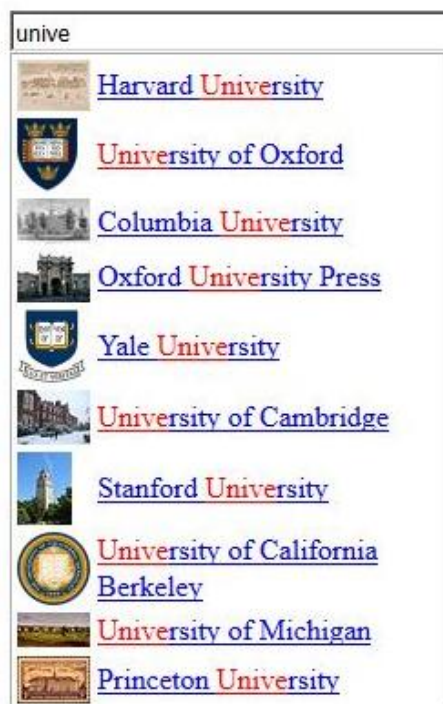 unive
Harvard University
University of Oxford
Columbia University
Oxford University Press
Yale University
University of Cambridge
Stanford University
University of California
Berkeley
University of Michigan
Princeton University